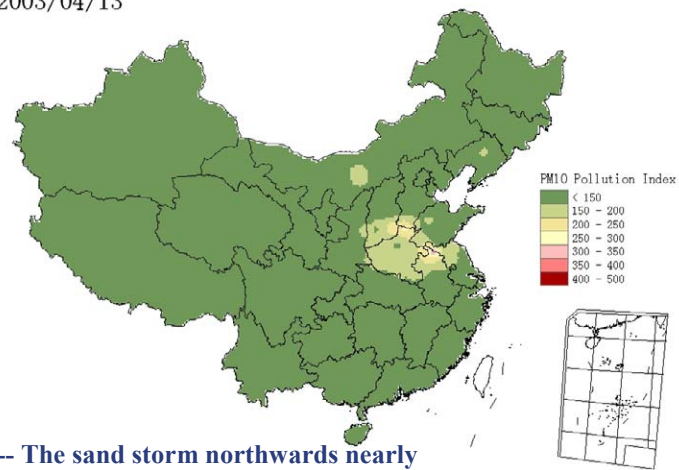 2003/04/13
PM10 Pollution Index
< 150
150 - 200
200 - 250
250 - 300
300 - 350
350 - 400
400 - 500
-- The sand storm northwards nearly